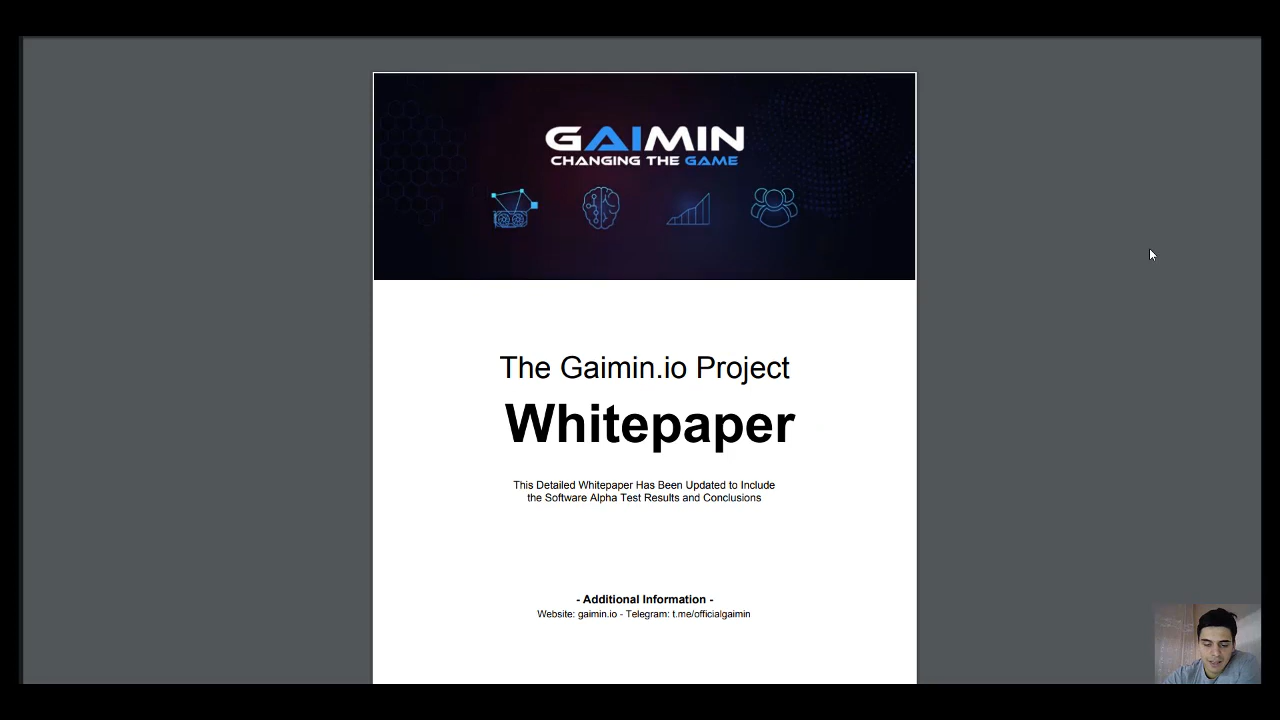 GAIMIN
CHANGING THE GAME
The Gaimin.io Project
Whitepaper
This Detailed Whitepaper Has Been Updated to Include
the Software Alpha Test Results and Conclusions
- Additional Information -
Website: gaimin.io - Telegram: t.me/officialgaimin